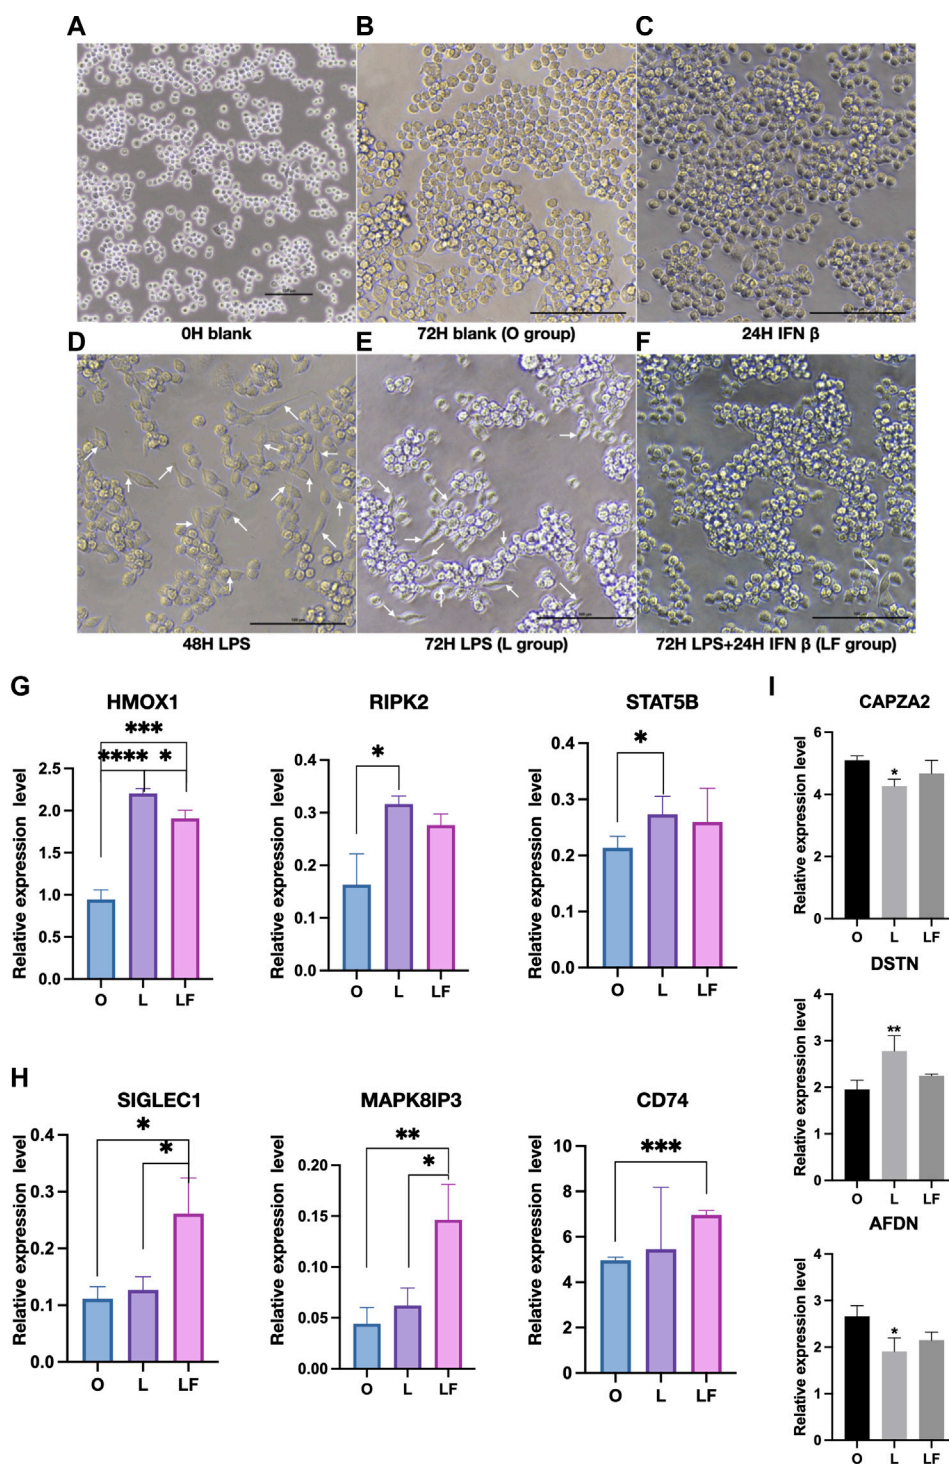 A
B
C
0H blank
72H blank (O group)
24H IFN β
D
E
F
48H LPS
72H LPS (L group)
72H LPS+24H IFN β (LF group)
G
HMOX1
***
**** *
Relative expression level
2.5
2.0
1.5
1.0
0.5
0.0
O L LF
RIPK2
*
Relative expression level
0.4
0.3
0.2
0.1
0.0
O L LF
STAT5B
*
Relative expression level
0.4
0.3
0.2
0.1
0.0
O L LF
H
SIGLEC1
*
*
Relative expression level
0.4
0.3
0.2
0.1
0.0
O L LF
MAPK8IP3
**
*
Relative expression level
0.20
0.15
0.10
0.05
0.00
O L LF
CD74
***
Relative expression level
10
8
6
4
2
0
O L LF
I
CAPZA2
*
Relative expression level
6
4
2
0
O L LF
DSTN
**
Relative expression level
4
3
2
1
0
O L LF
AFDN
*
Relative expression level
4
3
2
1
0
O L LF